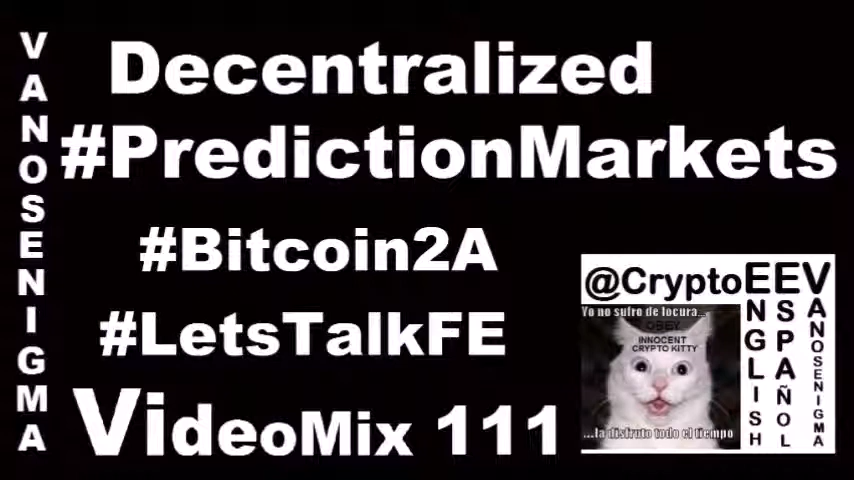 VANOSENIGMA
Decentralized
#PredictionMarkets
#Bitcoin2A
#LetsTalkFE
VideoMix 111
@CryptoEEV
ENGLISH
ESPAÑOL
VANOSENIGMA
Yo no sufro de locura...
OBEY
INNOCENT
CRYPTO KITTY
...la disfruto todo el tiempo